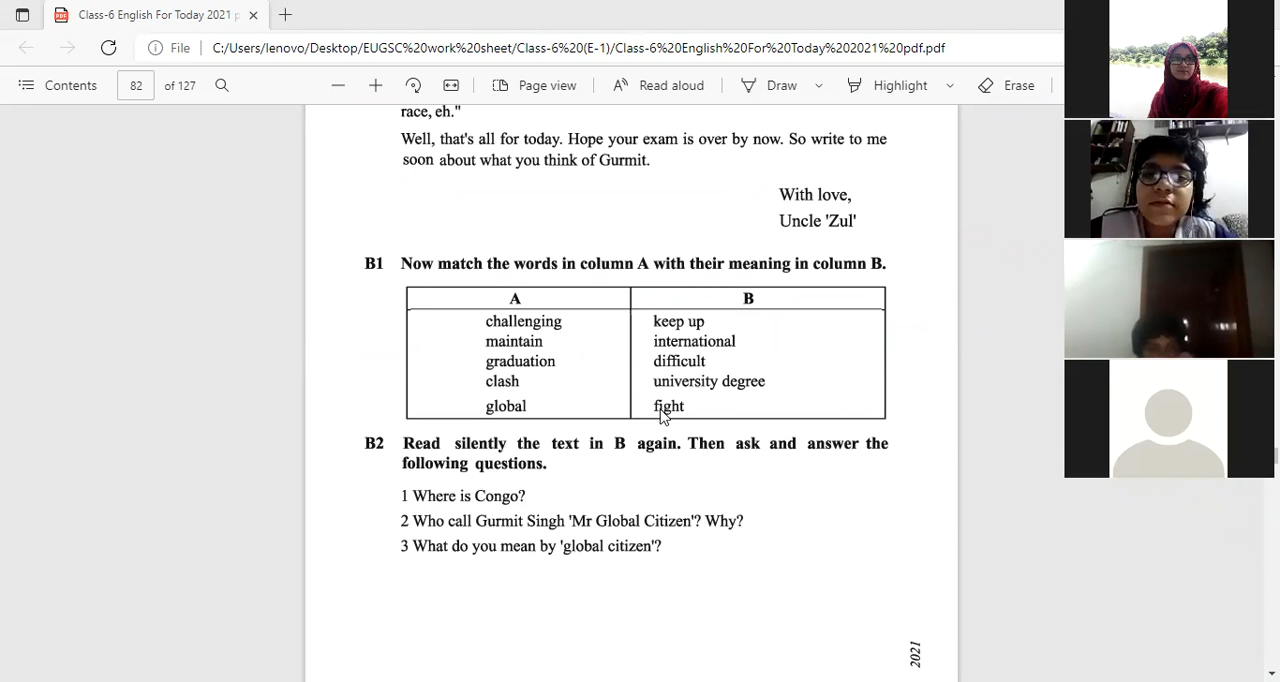 Class-6 English For Today 2021 p
File C:/Users/lenovo/Desktop/EUGSC%20work%20sheet/Class-6%20(E-1)/Class-6%20English%20For%20Today%202021%20pdf.pdf
Contents 82 of 127 Page view Read aloud Draw Highlight Erase
race, eh."
Well, that's all for today. Hope your exam is over by now. So write to me
soon about what you think of Gurmit.
With love,
Uncle 'Zul'
B1 Now match the words in column A with their meaning in column B.
A B
challenging keep up
maintain international
graduation difficult
clash university degree
global fight
B2 Read silently the text in B again. Then ask and answer the
following questions.
1 Where is Congo?
2 Who call Gurmit Singh 'Mr Global Citizen'? Why?
3 What do you mean by 'global citizen'?
2021